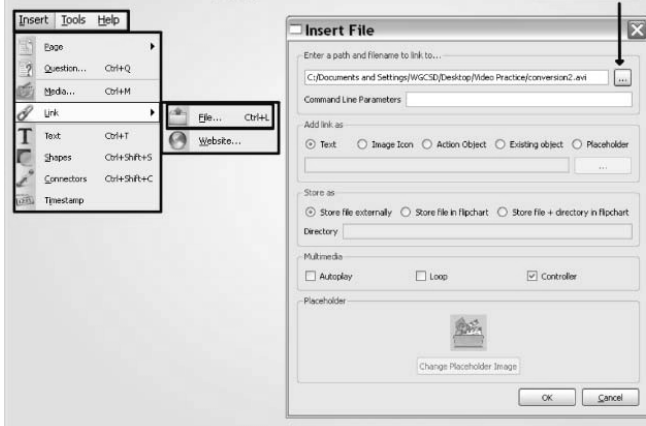 Insert Tools Help
Page
Question... Ctrl+Q
Media... Ctrl+M
Link
Text Ctrl+T
Shapes Ctrl+Shift+S
Connectors Ctrl+Shift+C
Timestamp
File... Ctrl+L
Website...
Insert File
Enter a path and filename to link to...
C:/Documents and Settings/WGCSD/Desktop/Video Practice/conversion2.avi ...
Command Line Parameters
Add link as
Text Image Icon Action Object Existing object Placeholder
...
Store as
Store file externally Store file in flipchart Store file + directory in flipchart
Directory
Multimedia
Autoplay Loop Controller
Placeholder
Change Placeholder Image
OK Cancel